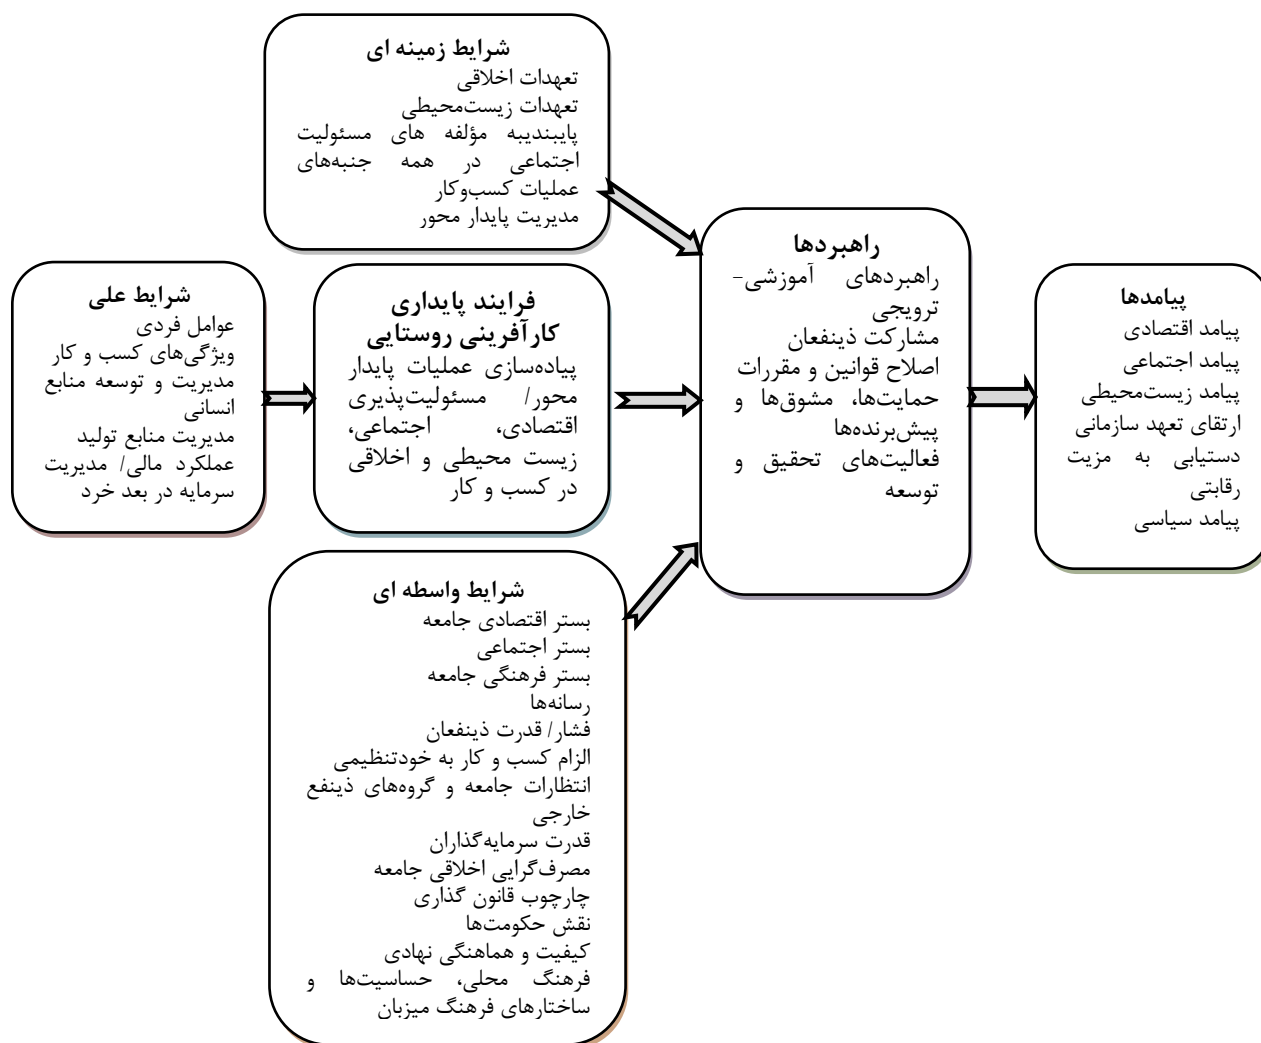 شرایط زمینه ای
تعهدات اخلاقی
تعهدات زیست‌محیطی
پایبندیبه مؤلفه های مسئولیت
اجتماعی در همه جنبه‌های
عملیات کسب‌وکار
مدیریت پایدار محور
شرایط علی
عوامل فردی
ویژگی‌های کسب و کار
مدیریت و توسعه منابع
انسانی
مدیریت منابع تولید
عملکرد مالی/ مدیریت
سرمایه در بعد خرد
فرایند پایداری
کارآفرینی روستایی
پیاده‌سازی عملیات پایدار
محور/ مسئولیت‌پذیری
اقتصادی، اجتماعی،
زیست محیطی و اخلاقی
در کسب و کار
شرایط واسطه ای
بستر اقتصادی جامعه
بستر اجتماعی
بستر فرهنگی جامعه
رسانه‌ها
فشار/ قدرت ذینفعان
الزام کسب و کار به خودتنظیمی
انتظارات جامعه و گروه‌های ذینفع
خارجی
قدرت سرمایه‌گذاران
مصرف‌گرایی اخلاقی جامعه
چارچوب قانون گذاری
نقش حکومت‌ها
کیفیت و هماهنگی نهادی
فرهنگ محلی، حساسیت‌ها و
ساختارهای فرهنگ میزبان
راهبردها
راهبردهای آموزشی-
ترویجی
مشارکت ذینفعان
اصلاح قوانین و مقررات
حمایت‌ها، مشوق‌ها و
پیش‌برنده‌ها
فعالیت‌های تحقیق و
توسعه
پیامدها
پیامد اقتصادی
پیامد اجتماعی
پیامد زیست‌محیطی
ارتقای تعهد سازمانی
دستیابی به مزیت
رقابتی
پیامد سیاسی